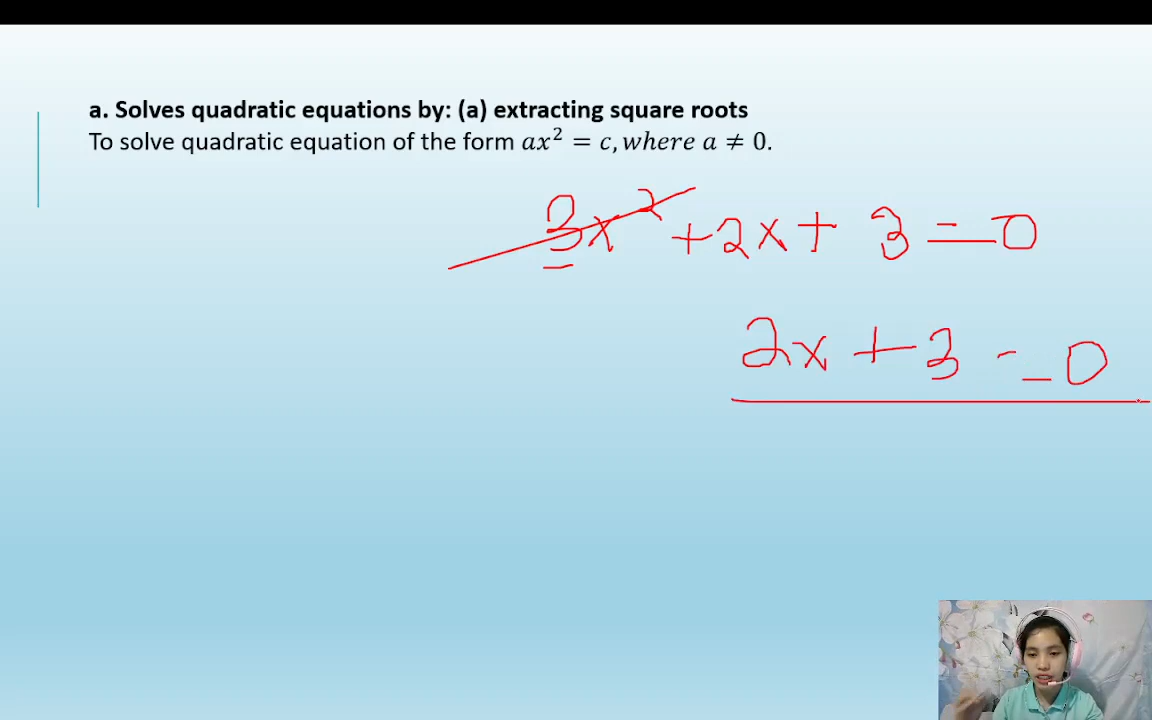 a. Solves quadratic equations by: (a) extracting square roots
To solve quadratic equation of the form ax² = c, where a ≠ 0.
3x² + 2x + 3 = 0
2x + 3 = 0